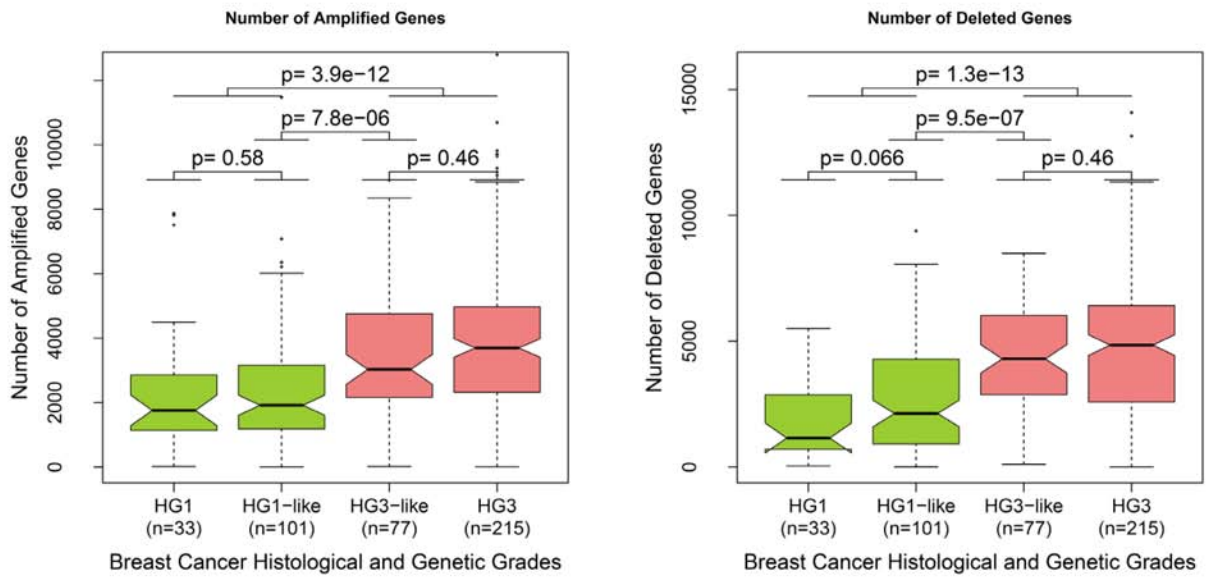 Number of Amplified Genes
p= 3.9e−12
p= 7.8e−06
p= 0.58
p= 0.46
Number of Amplified Genes
0
2000
4000
6000
8000
10000
HG1
(n=33)
HG1−like
(n=101)
HG3−like
(n=77)
HG3
(n=215)
Breast Cancer Histological and Genetic Grades
Number of Deleted Genes
p= 1.3e−13
p= 9.5e−07
p= 0.066
p= 0.46
Number of Deleted Genes
0
5000
10000
15000
HG1
(n=33)
HG1−like
(n=101)
HG3−like
(n=77)
HG3
(n=215)
Breast Cancer Histological and Genetic Grades